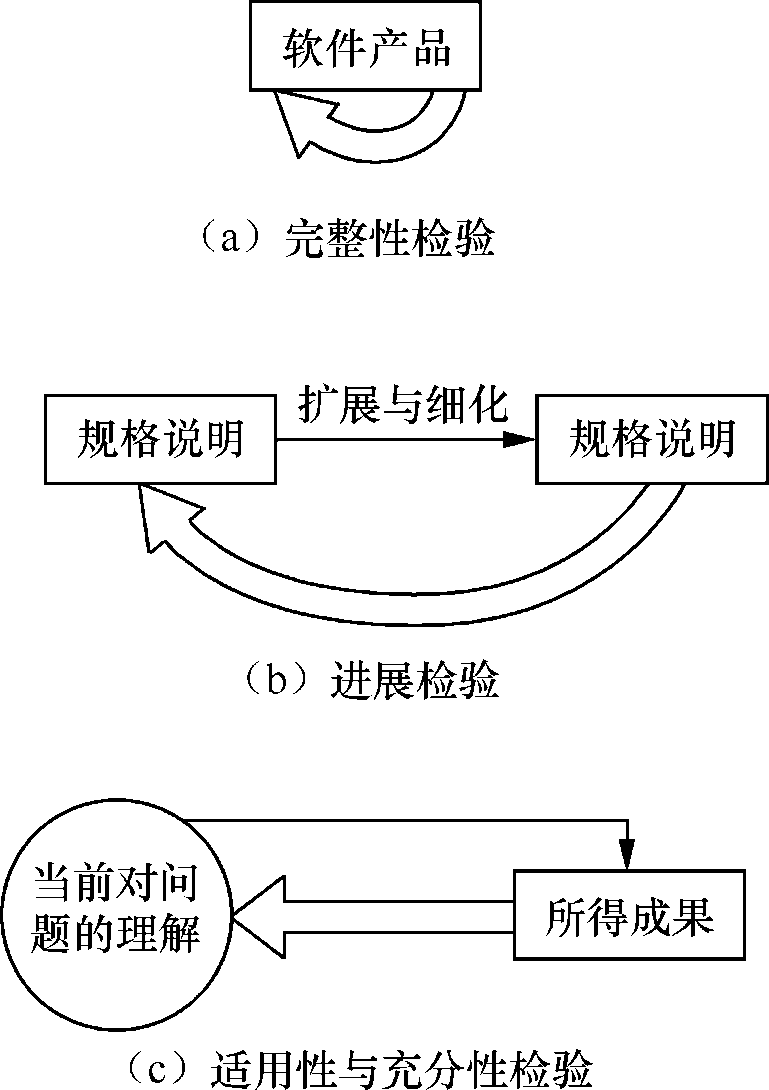 软件产品
（a）完整性检验
扩展与细化
规格说明
规格说明
（b）进展检验
当前对问
题的理解
所得成果
（c）适用性与充分性检验